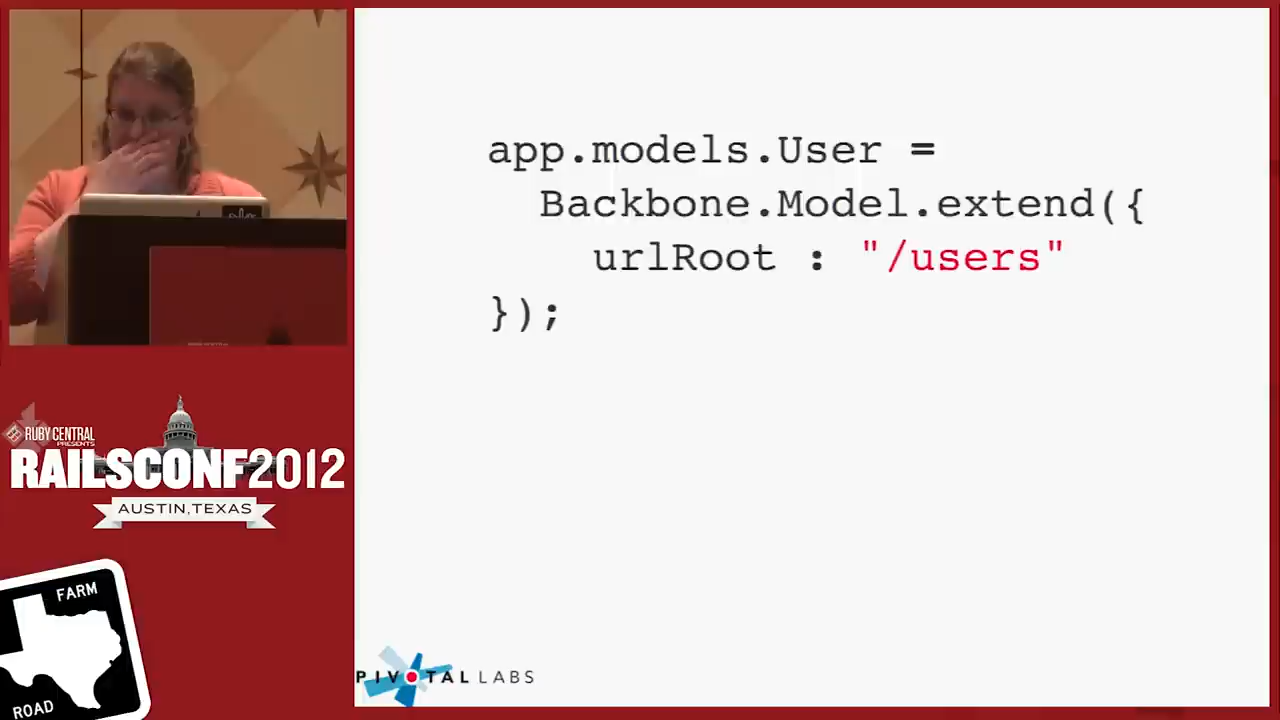 app.models.User =
Backbone.Model.extend({
urlRoot : "/users"
});
RUBY CENTRAL
PRESENTS
RAILSCONF2012
AUSTIN,TEXAS
FARM
ROAD
PIVOTAL LABS